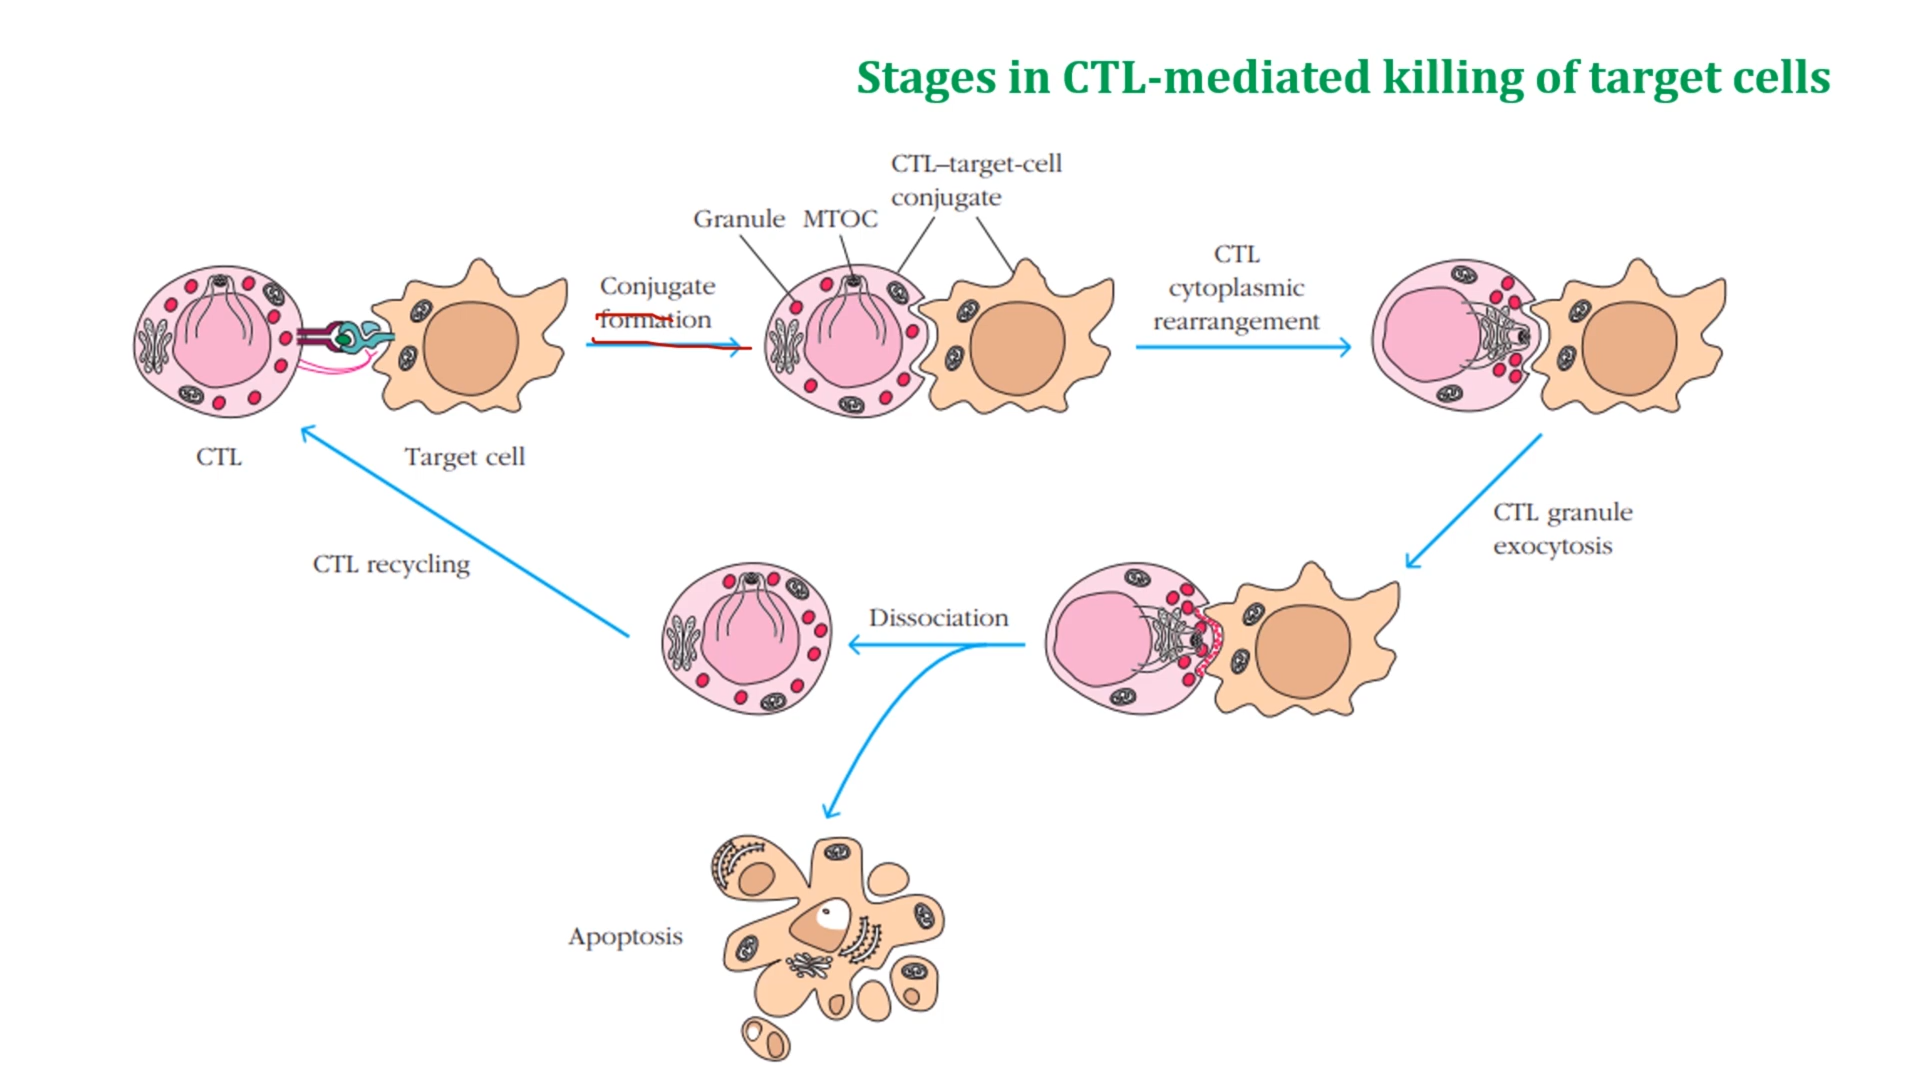 Stages in CTL-mediated killing of target cells
CTL–target-cell
conjugate
Granule MTOC
Conjugate
formation
CTL
cytoplasmic
rearrangement
CTL
Target cell
CTL granule
exocytosis
CTL recycling
Dissociation
Apoptosis